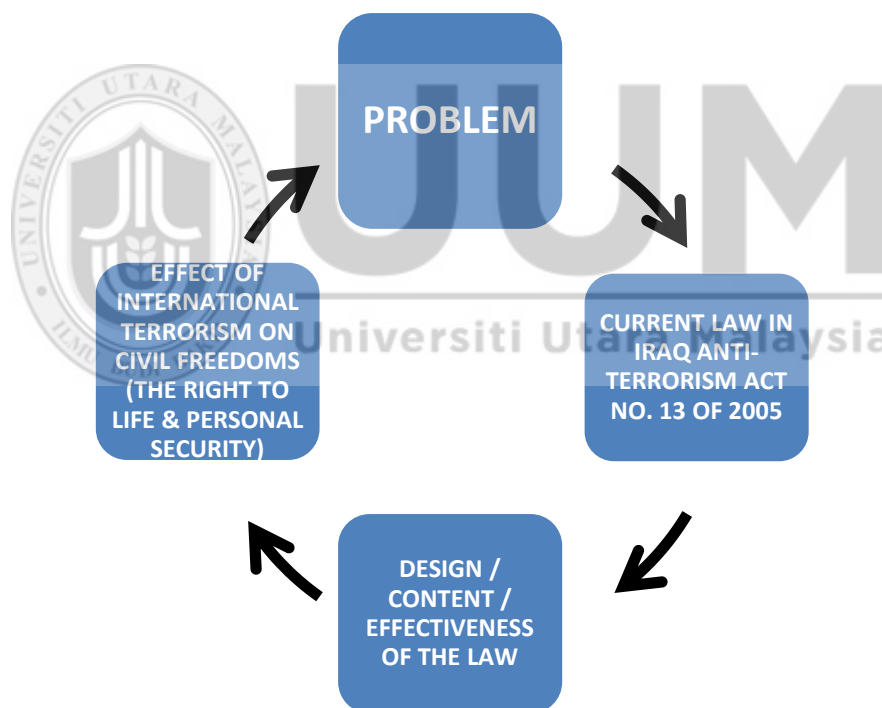 PROBLEM
CURRENT LAW IN
IRAQ ANTI-
TERRORISM ACT
NO. 13 OF 2005
DESIGN /
CONTENT /
EFFECTIVENESS
OF THE LAW
EFFECT OF
INTERNATIONAL
TERRORISM ON
CIVIL FREEDOMS
(THE RIGHT TO
LIFE & PERSONAL
SECURITY)
UUM
Universiti Utara Malaysia
UNIVERSITI UTARA MALAYSIA